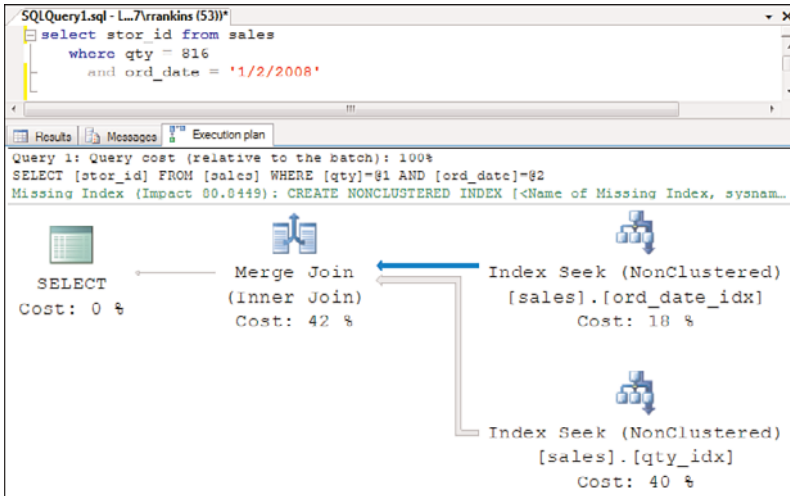 SQLQuery1.sql - L...7\rrankins (53))*
select stor_id from sales
where qty = 816
and ord_date = '1/2/2008'
Results
Messages
Execution plan
Query 1: Query cost (relative to the batch): 100%
SELECT [stor_id] FROM [sales] WHERE [qty]=@1 AND [ord_date]=@2
Missing Index (Impact 80.8449): CREATE NONCLUSTERED INDEX [<Name of Missing Index, sysnam...
SELECT
Cost: 0 %
Merge Join
(Inner Join)
Cost: 42 %
Index Seek (NonClustered)
[sales].[ord_date_idx]
Cost: 18 %
Index Seek (NonClustered)
[sales].[qty_idx]
Cost: 40 %